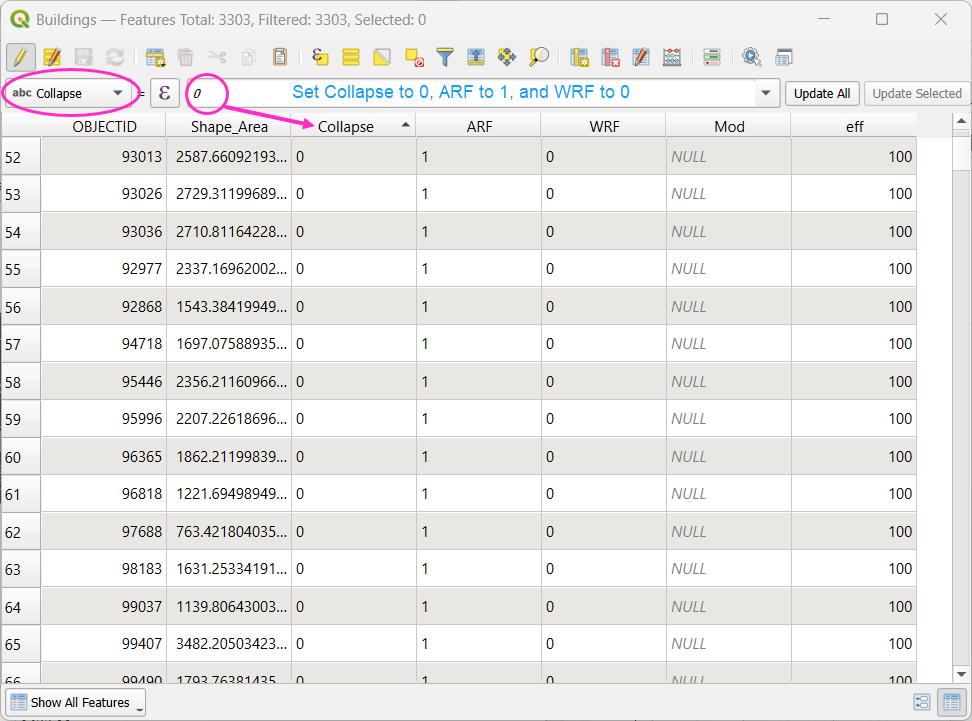 Buildings — Features Total: 3303, Filtered: 3303, Selected: 0
abc Collapse = ε 0 Set Collapse to 0, ARF to 1, and WRF to 0 Update All Update Selected
OBJECTID Shape_Area Collapse ARF WRF Mod eff
52 93013 2587.66092193... 0 1 0 NULL 100
53 93026 2729.31199689... 0 1 0 NULL 100
54 93036 2710.81164228... 0 1 0 NULL 100
55 92977 2337.16962002... 0 1 0 NULL 100
56 92868 1543.38419949... 0 1 0 NULL 100
57 94718 1697.07588935... 0 1 0 NULL 100
58 95446 2356.21160966... 0 1 0 NULL 100
59 95996 2207.22618696... 0 1 0 NULL 100
60 96365 1862.21199839... 0 1 0 NULL 100
61 96818 1221.69498949... 0 1 0 NULL 100
62 97688 763.421804035... 0 1 0 NULL 100
63 98183 1631.25334191... 0 1 0 NULL 100
64 99037 1139.80643003... 0 1 0 NULL 100
65 99407 3482.20503423... 0 1 0 NULL 100
66 99490 1793.76381435... 0 1 0 NULL 100
Show All Features